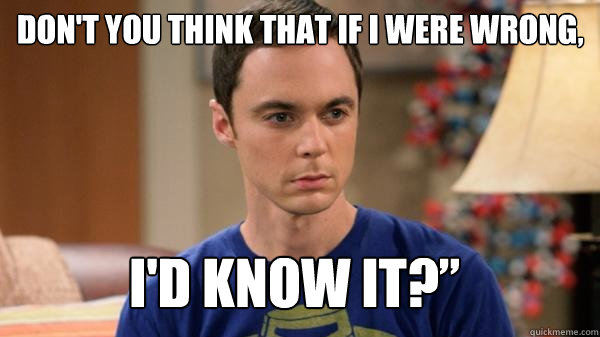 DON'T YOU THINK THAT IF I WERE WRONG,
I'D KNOW IT?”
quickmeme.com